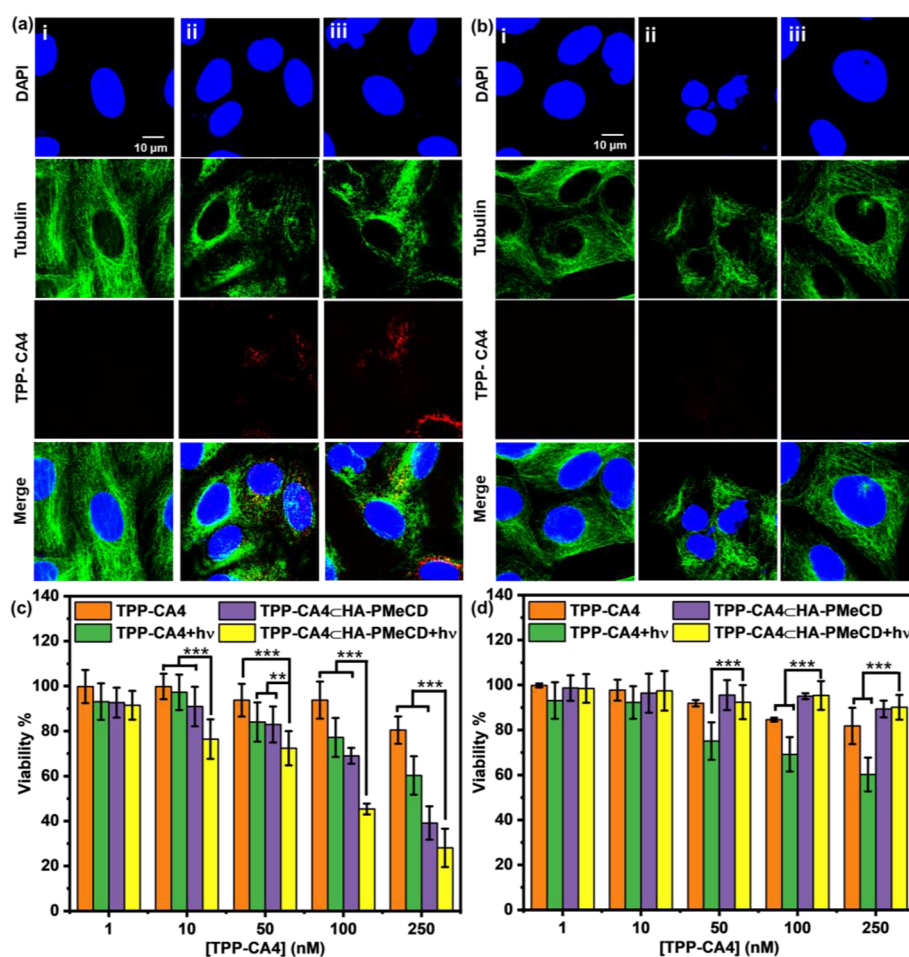 (a)
i
ii
iii
DAPI
10 μm
Tubulin
TPP- CA4
Merge
(b)
i
ii
iii
DAPI
10 μm
Tubulin
TPP- CA4
Merge
(c)
TPP-CA4
TPP-CA4⊂HA-PMeCD
TPP-CA4+hν
TPP-CA4⊂HA-PMeCD+hν
***
***
**
***
***
Viability %
140
120
100
80
60
40
20
0
1
10
50
100
250
[TPP-CA4] (nM)
(d)
TPP-CA4
TPP-CA4⊂HA-PMeCD
TPP-CA4+hν
TPP-CA4⊂HA-PMeCD+hν
***
***
***
Viability %
140
120
100
80
60
40
20
0
1
10
50
100
250
[TPP-CA4] (nM)